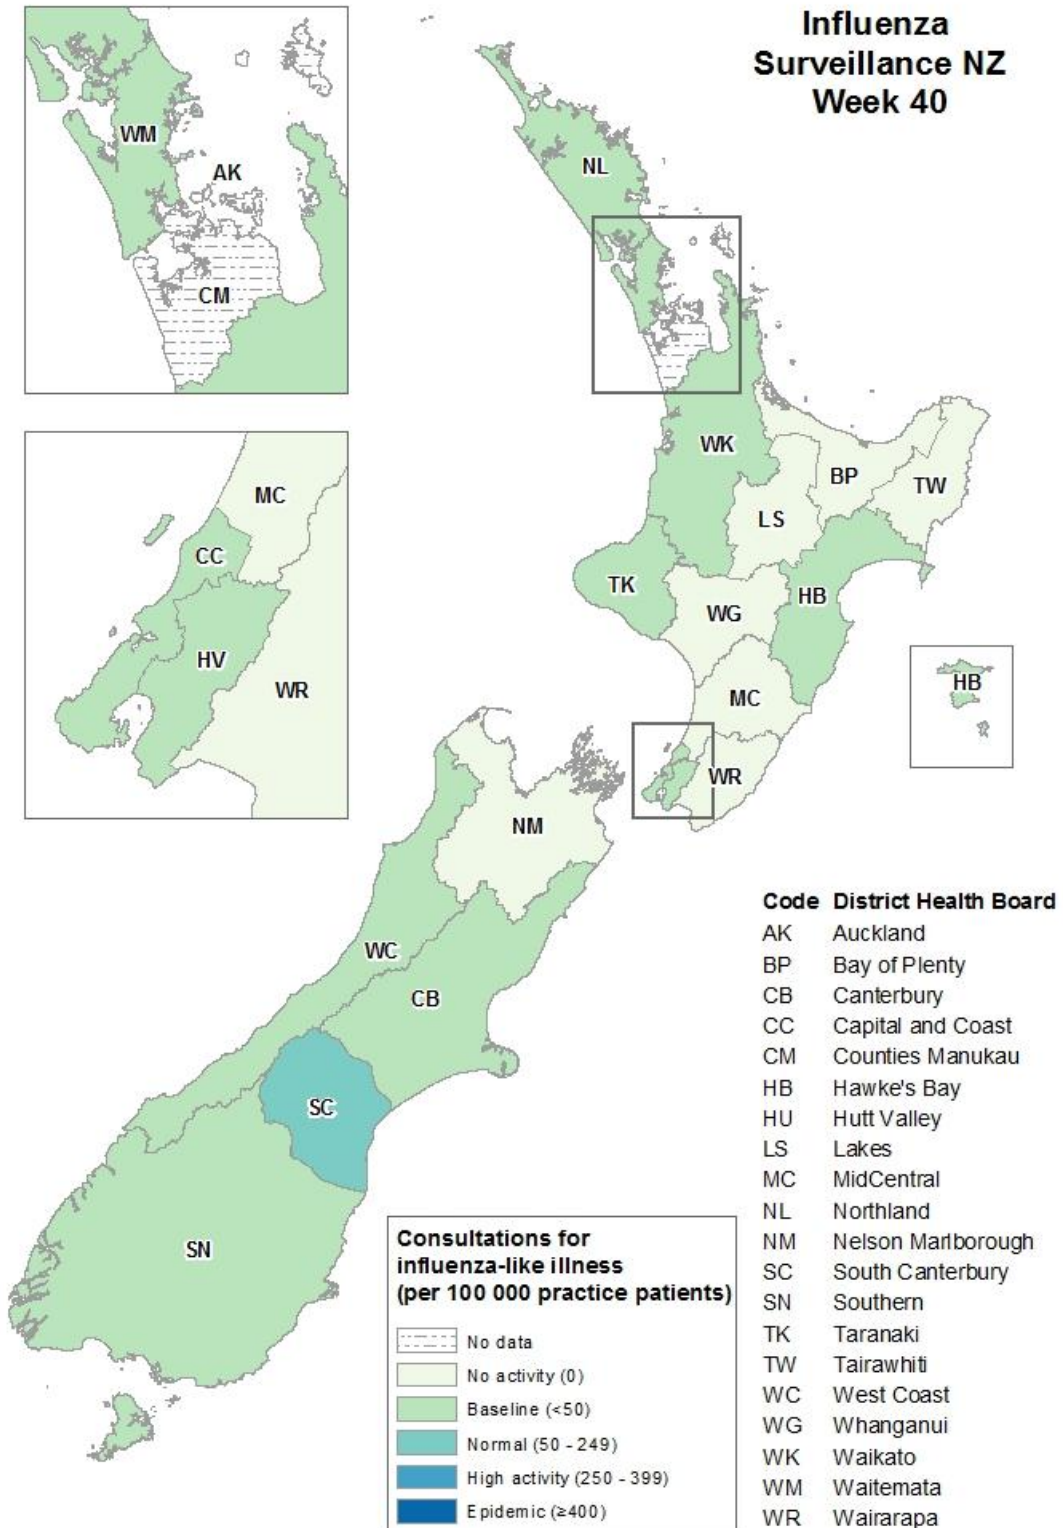 Influenza
Surveillance NZ
Week 40
WM
AK
CM
NL
WK
BP
TW
LS
TK
HB
WG
MC
WR
HB
MC
CC
HV
WR
NM
WC
CB
SC
SN
Code District Health Board
AK Auckland
BP Bay of Plenty
CB Canterbury
CC Capital and Coast
CM Counties Manukau
HB Hawke's Bay
HU Hutt Valley
LS Lakes
MC MidCentral
NL Northland
NM Nelson Marlborough
SC South Canterbury
SN Southern
TK Taranaki
TW Tairawhiti
WC West Coast
WG Whanganui
WK Waikato
WM Waitemata
WR Wairarapa
Consultations for
influenza-like illness
(per 100 000 practice patients)
No data
No activity (0)
Baseline (<50)
Normal (50 - 249)
High activity (250 - 399)
Epidemic (≥400)